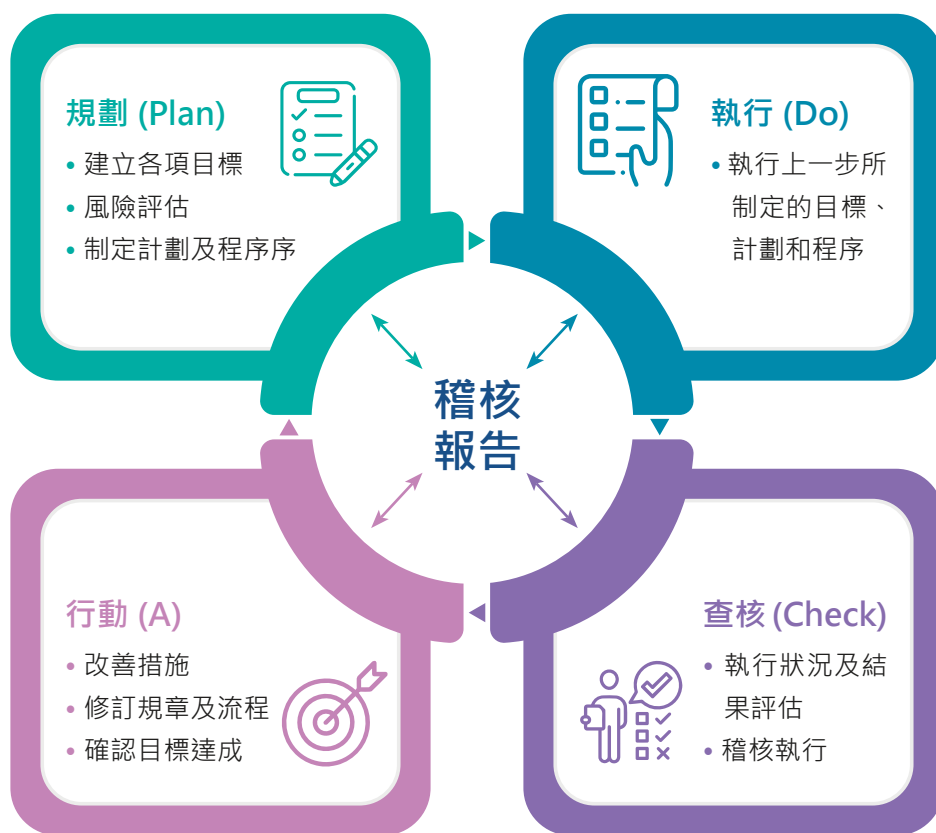 規劃 (Plan)
• 建立各項目標
• 風險評估
• 制定計劃及程序序
執行 (Do)
• 執行上一步所
制定的目標、
計劃和程序
稽核
報告
行動 (A)
• 改善措施
• 修訂規章及流程
• 確認目標達成
查核 (Check)
• 執行狀況及結
果評估
• 稽核執行